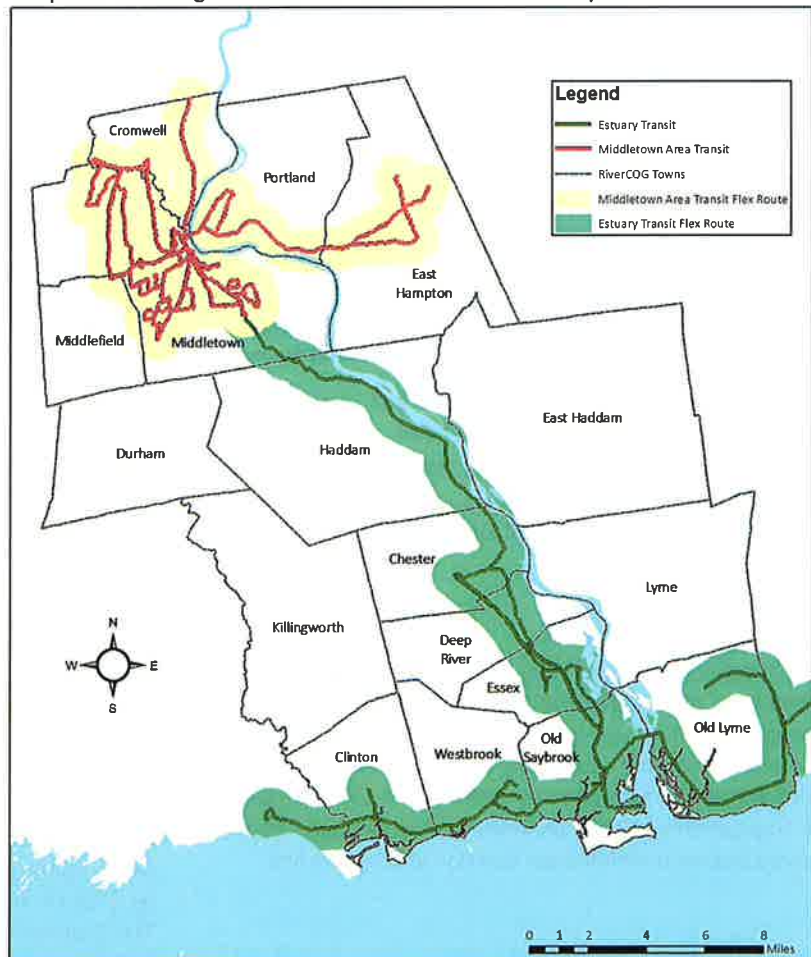 Legend
Estuary Transit
Middletown Area Transit
RiverCOG Towns
Middletown Area Transit Flex Route
Estuary Transit Flex Route
Cromwell
Portland
East
Hampton
Middlefield
Middletown
Durham
Haddam
East Haddam
Chester
Lyme
Killingworth
Deep
River
Essex
Old Lyme
Old
Saybrook
Westbrook
Clinton
N
W
E
S
0 1 2 4 6 8
Miles